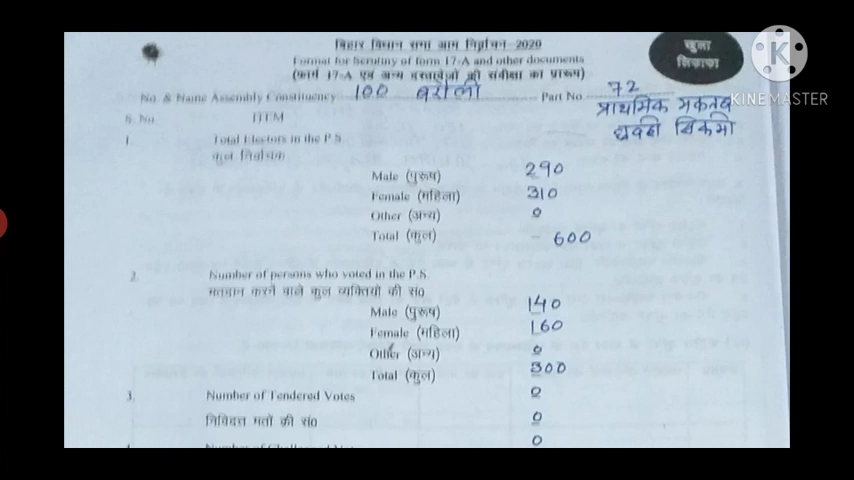 बिहार विधान सभा आम निर्वाचन-2020
Format for Scrutiny of form 17-A and other documents
(फार्म 17-A एवं अन्य दस्तावेजों की संवीक्षा का प्रारूप)
खुला
लिफाफा
KINEMASTER
No. & Name Assembly Constituency 100 बरौली Part No. 72
प्राथमिक मकतब
S. No. ITEM
1. Total Electors in the P.S.
कुल निर्वाचक
Male (पुरूष) 290
Female (महिला) 310
Other (अन्य) 0
Total (कुल) - 600
2. Number of persons who voted in the P.S.
मतदान करने वाले कुल व्यक्तियों की सं0
Male (पुरूष) 140
Female (महिला) 160
Other (अन्य) 0
Total (कुल) 300
3. Number of Tendered Votes 0
निविदत्त मतों की सं0 0
0